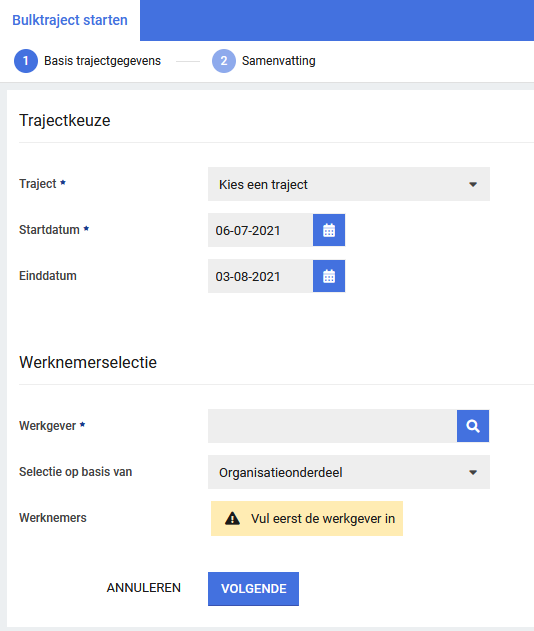 Bulktraject starten
1 Basis trajectgegevens 2 Samenvatting
Trajectkeuze
Traject * Kies een traject
Startdatum * 06-07-2021
Einddatum 03-08-2021
Werknemerselectie
Werkgever *
Selectie op basis van Organisatieonderdeel
Werknemers Vul eerst de werkgever in
ANNULEREN VOLGENDE